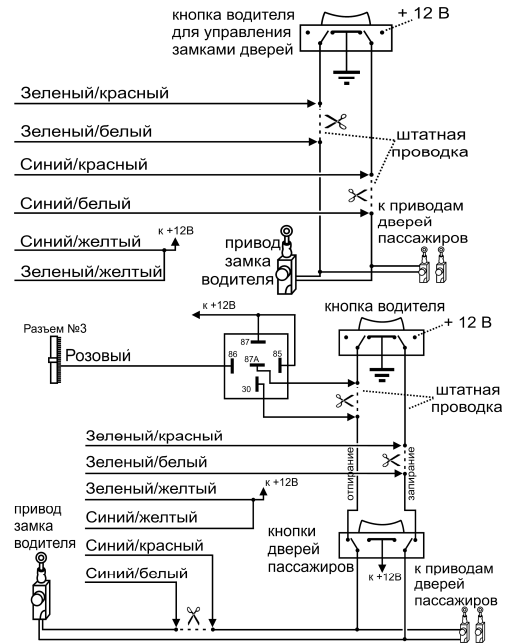 кнопка водителя
для управления
замками дверей
+ 12 В
Зеленый/красный
Зеленый/белый
штатная
проводка
Синий/красный
Синий/белый
к приводам
дверей
пассажиров
Синий/желтый
к +12В
Зеленый/желтый
привод
замка
водителя
к +12В
кнопка водителя
+ 12 В
Разъем №3
Розовый
87
86
87А
85
30
штатная
проводка
Зеленый/красный
Зеленый/белый
Зеленый/желтый
к +12В
Синий/желтый
отпирание
запирание
привод
замка
водителя
Синий/красный
Синий/белый
кнопки
дверей
пассажиров
к +12В
к приводам
дверей
пассажиров